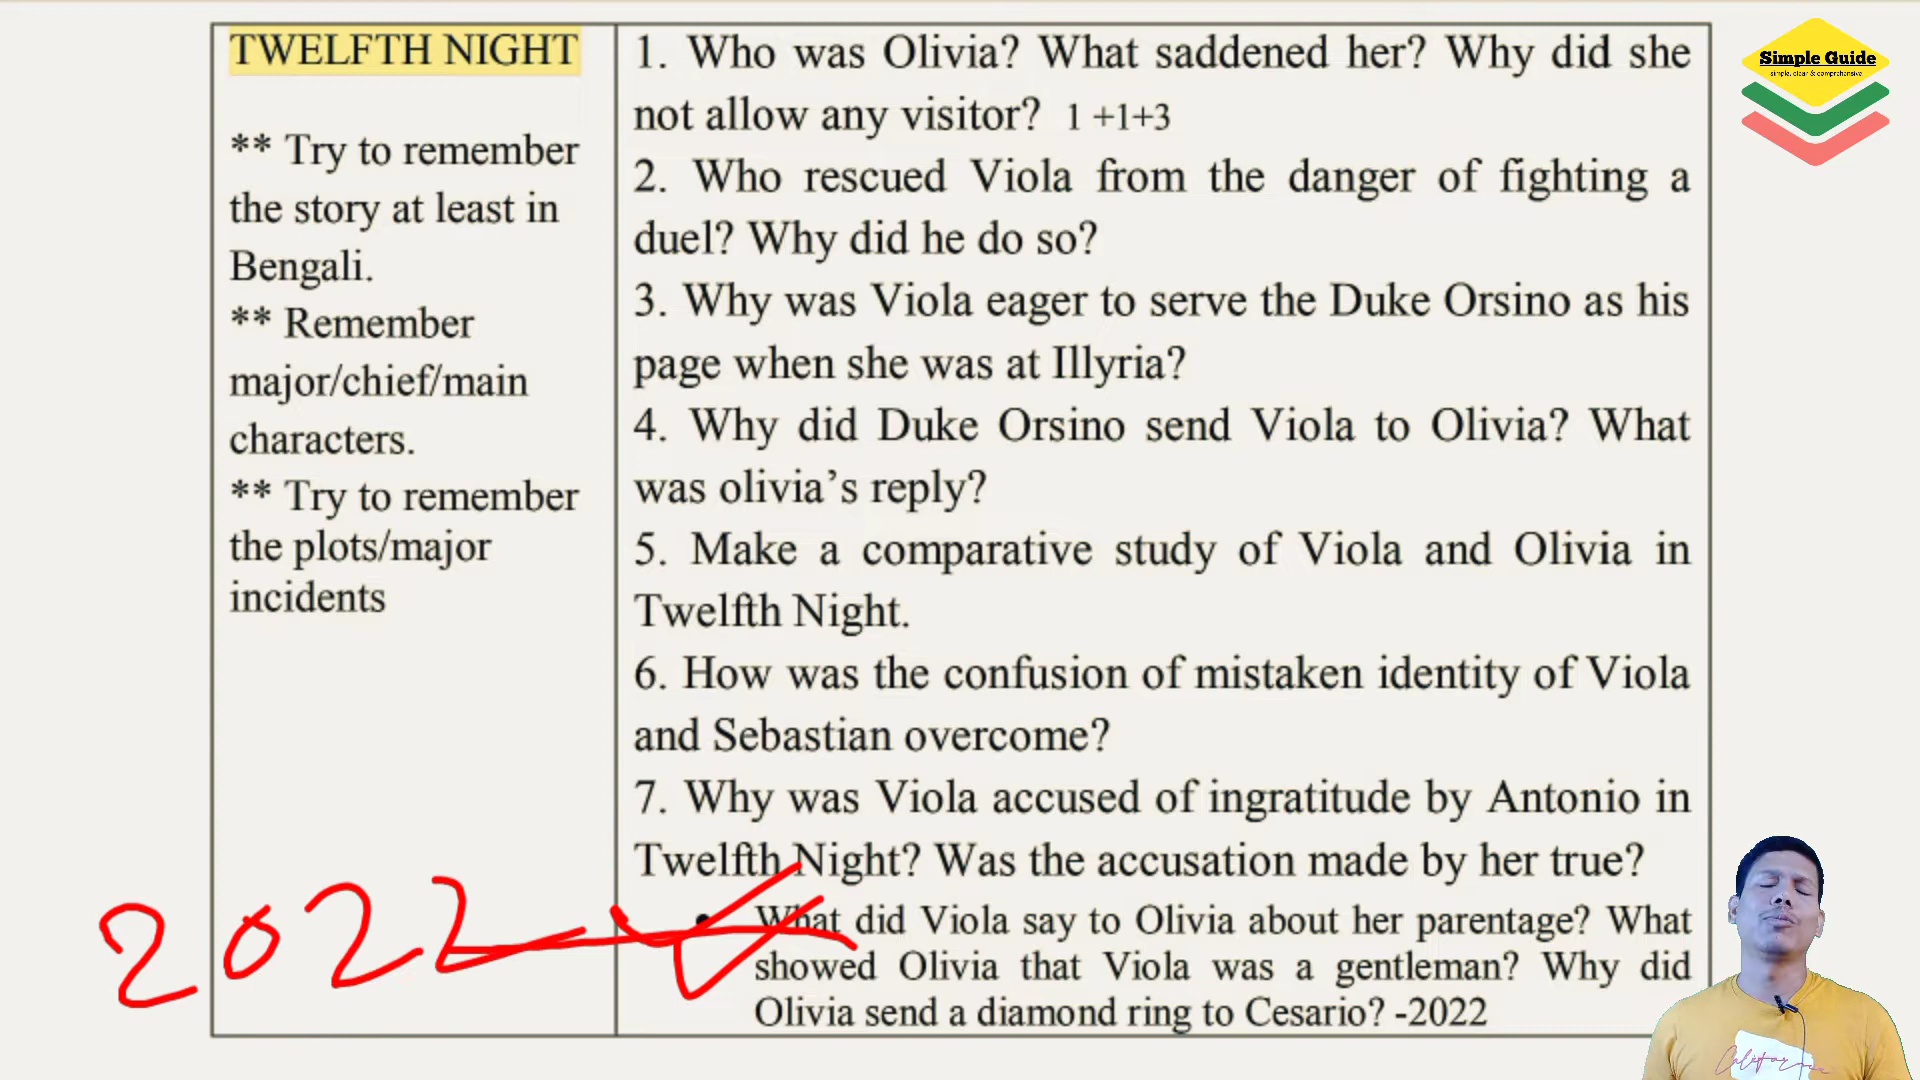 TWELFTH NIGHT
** Try to remember
the story at least in
Bengali.
** Remember
major/chief/main
characters.
** Try to remember
the plots/major
incidents
1. Who was Olivia? What saddened her? Why did she
not allow any visitor? 1 +1+3
2. Who rescued Viola from the danger of fighting a
duel? Why did he do so?
3. Why was Viola eager to serve the Duke Orsino as his
page when she was at Illyria?
4. Why did Duke Orsino send Viola to Olivia? What
was olivia’s reply?
5. Make a comparative study of Viola and Olivia in
Twelfth Night.
6. How was the confusion of mistaken identity of Viola
and Sebastian overcome?
7. Why was Viola accused of ingratitude by Antonio in
Twelfth Night? Was the accusation made by her true?
• What did Viola say to Olivia about her parentage? What
showed Olivia that Viola was a gentleman? Why did
Olivia send a diamond ring to Cesario? -2022
2022
Simple Guide
simple, clear & comprehensive